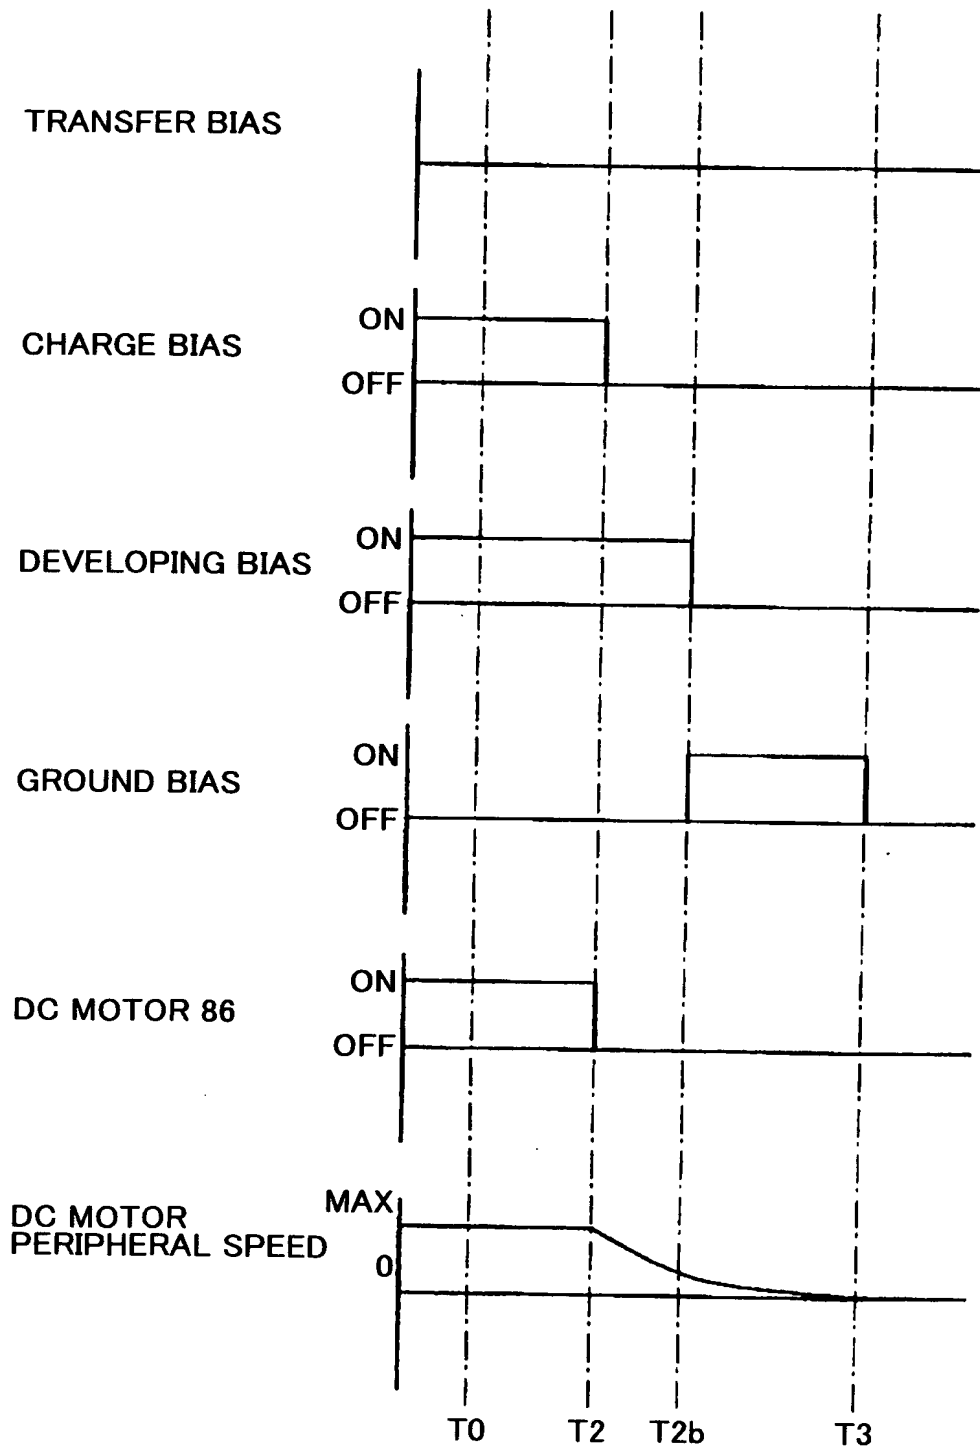 TRANSFER BIAS
ON
CHARGE BIAS
OFF
ON
DEVELOPING BIAS
OFF
ON
GROUND BIAS
OFF
ON
DC MOTOR 86
OFF
MAX
DC MOTOR
PERIPHERAL SPEED
0
T0 T2 T2b T3